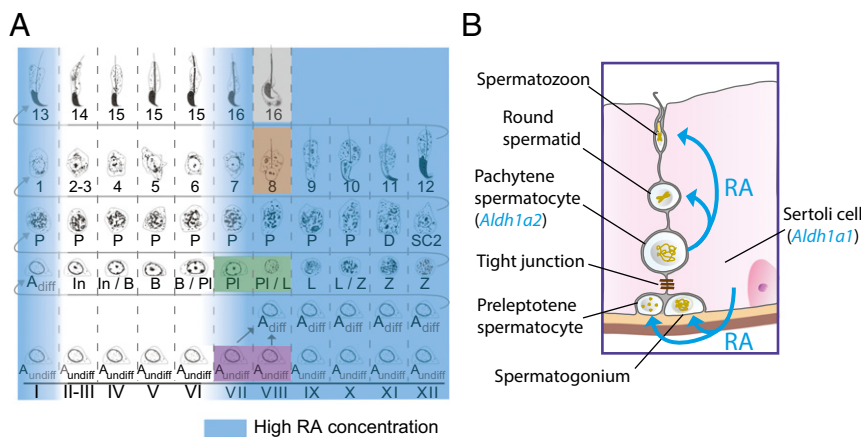 A
13 14 15 15 15 16 16
1 2-3 4 5 6 7 8 9 10 11 12
P P P P P P P P P D SC2
Adiff In In / B B B / Pl Pl Pl / L L L / Z Z Z
Adiff Adiff Adiff Adiff Adiff
Aundiff Aundiff Aundiff Aundiff Aundiff Aundiff Aundiff Aundiff Aundiff Aundiff Aundiff
I II-III IV V VI VII VIII IX X XI XII
High RA concentration
B
Spermatozoon
Round
spermatid
Pachytene
spermatocyte
(Aldh1a2)
Tight junction
Preleptotene
spermatocyte
Spermatogonium
RA
Sertoli cell
(Aldh1a1)
RA